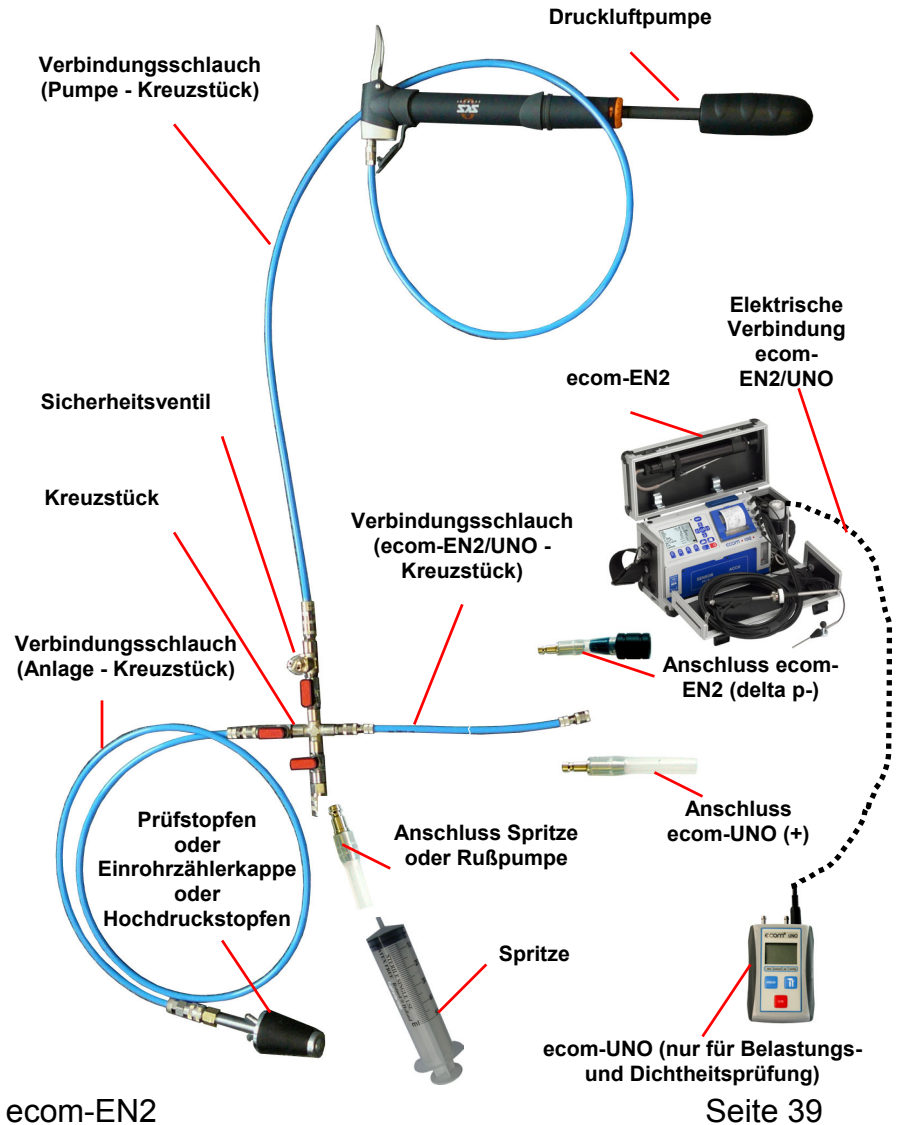 Druckluftpumpe
Verbindungsschlauch
(Pumpe - Kreuzstück)
SKS
Elektrische
Verbindung
ecom-
EN2/UNO
ecom-EN2
Sicherheitsventil
Kreuzstück
Verbindungsschlauch
(ecom-EN2/UNO -
Kreuzstück)
Verbindungsschlauch
(Anlage - Kreuzstück)
Anschluss ecom-
EN2 (delta p-)
Prüfstopfen
oder
Einrohrzählerkappe
oder
Hochdruckstopfen
Anschluss Spritze
oder Rußpumpe
Anschluss
ecom-UNO (+)
Spritze
ecom-UNO (nur für Belastungs-
und Dichtheitsprüfung)
ecom-EN2
Seite 39